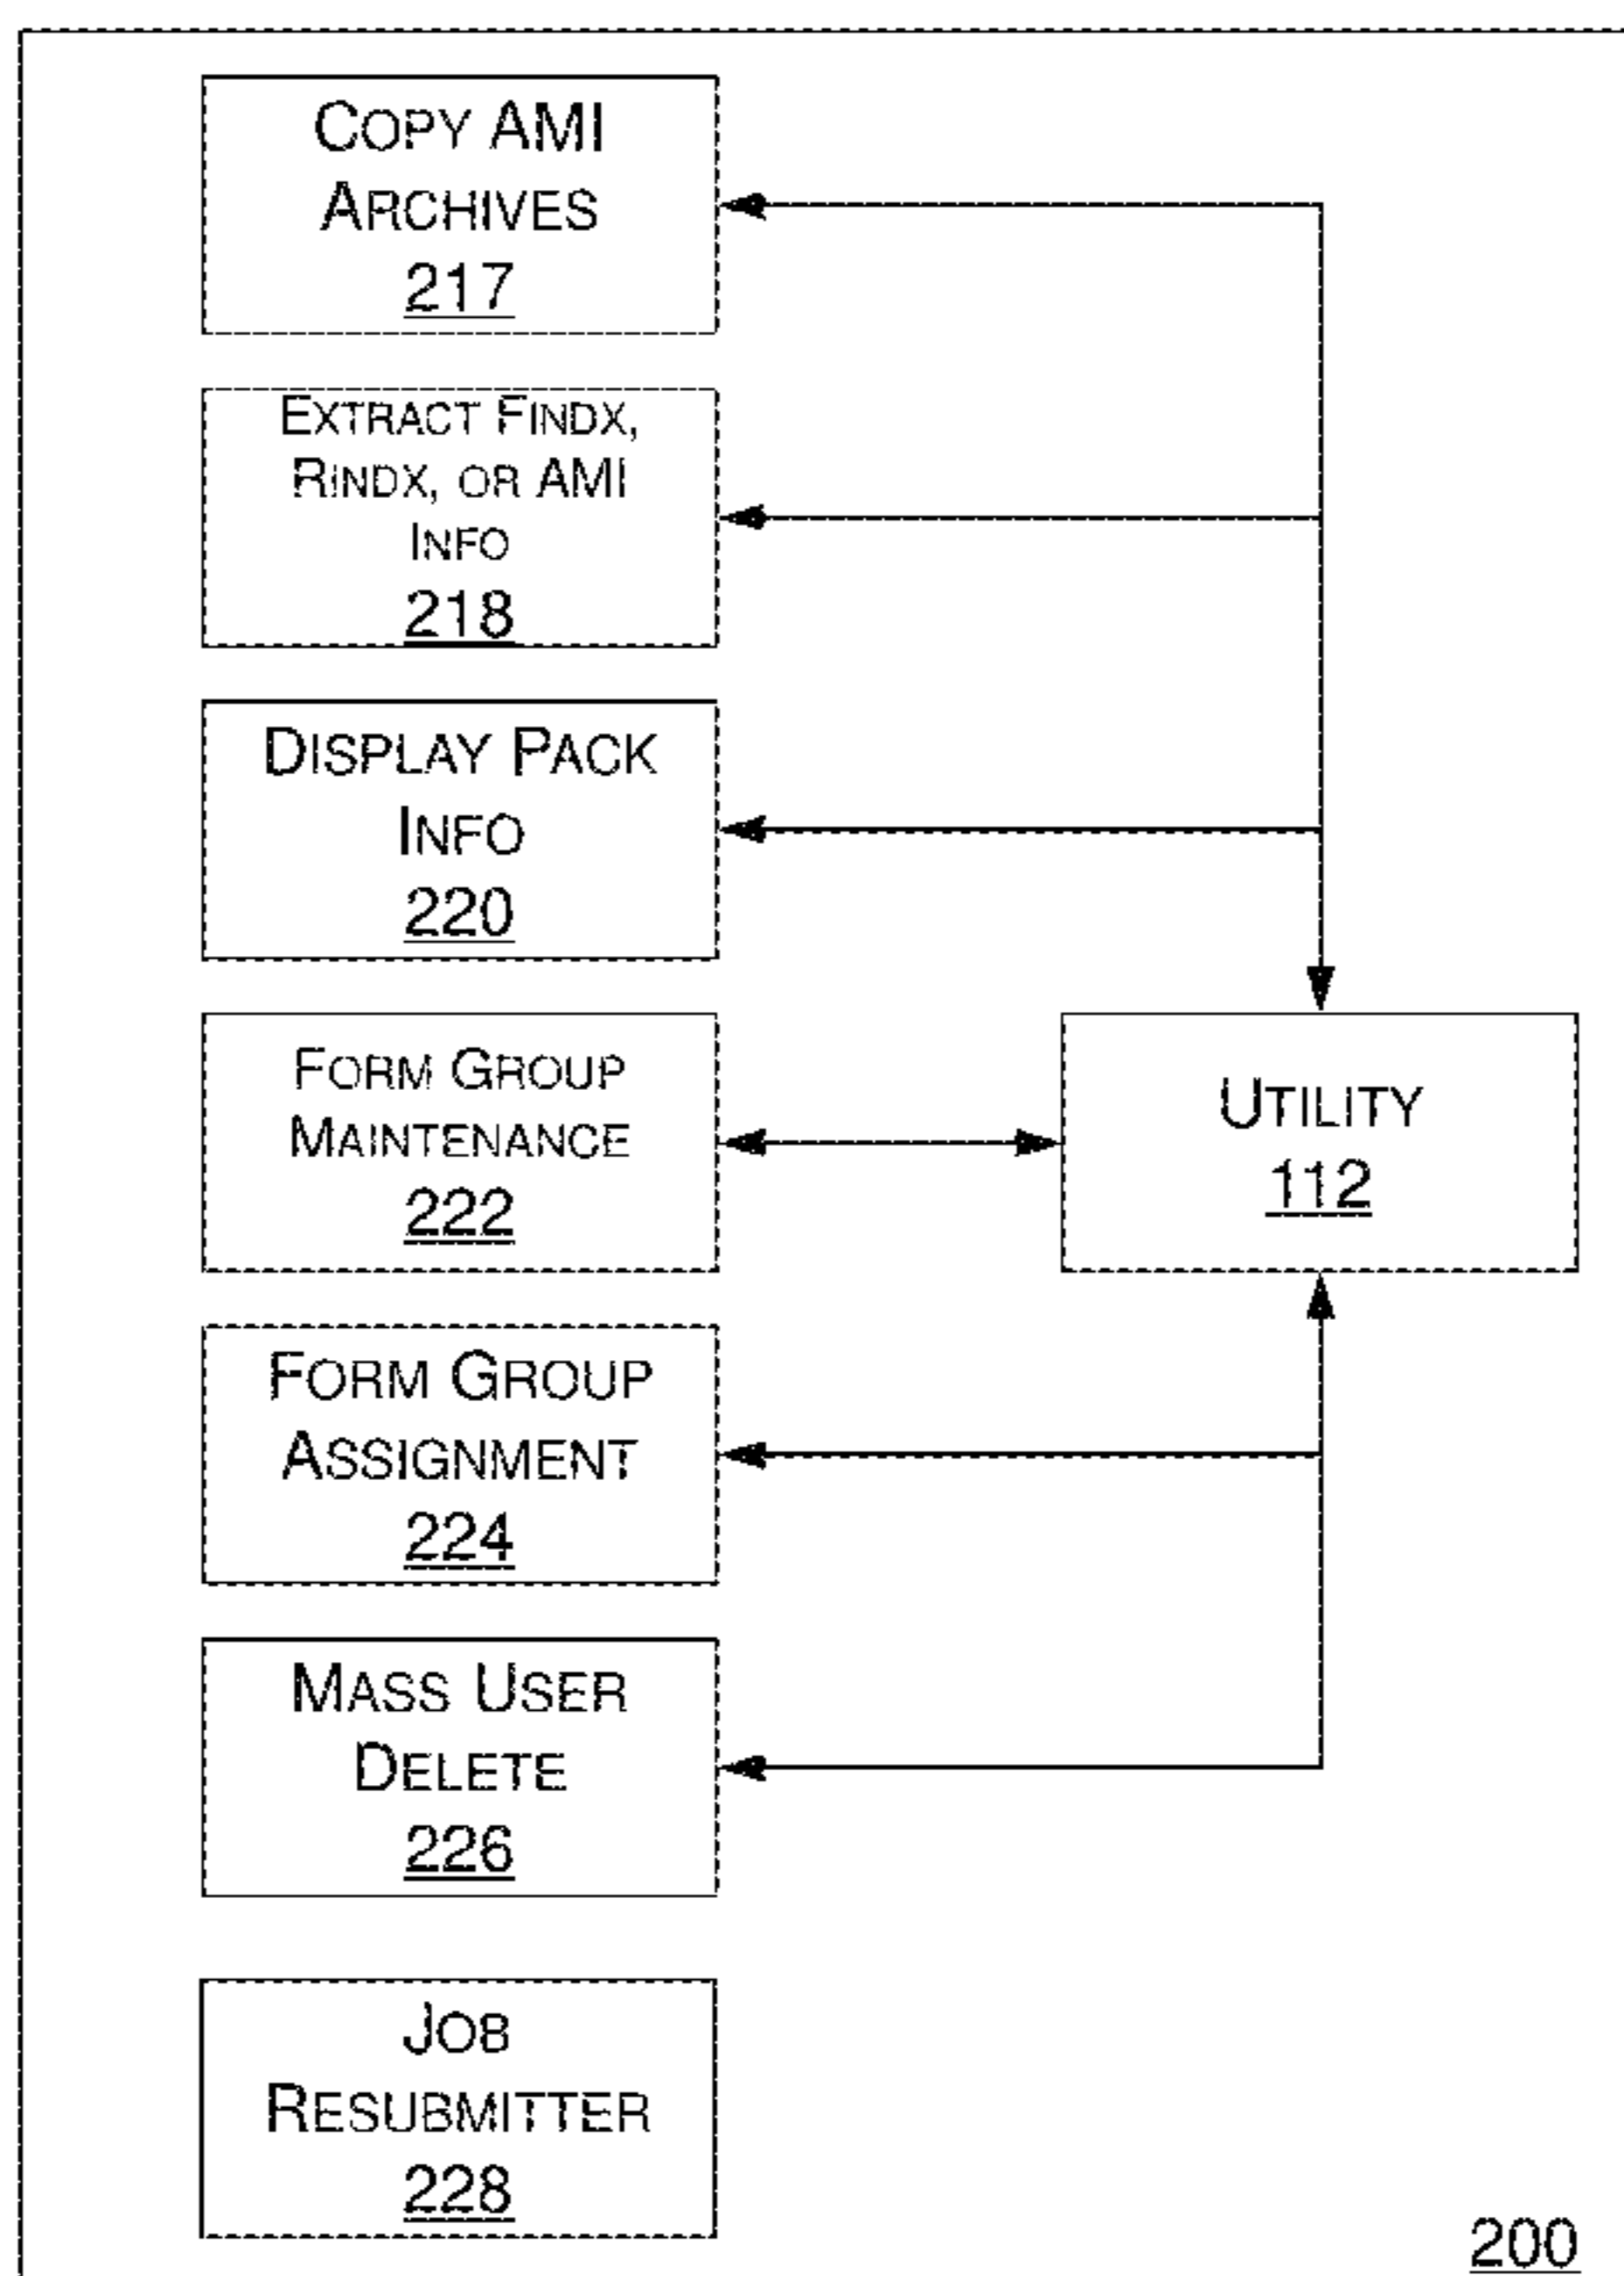 COPY AMI
ARCHIVES
217
EXTRACT FINDX,
RINDX, OR AMI
INFO
218
DISPLAY PACK
INFO
220
FORM GROUP
MAINTENANCE
222
UTILITY
112
FORM GROUP
ASSIGNMENT
224
MASS USER
DELETE
226
JOB
RESUBMITTER
228
200